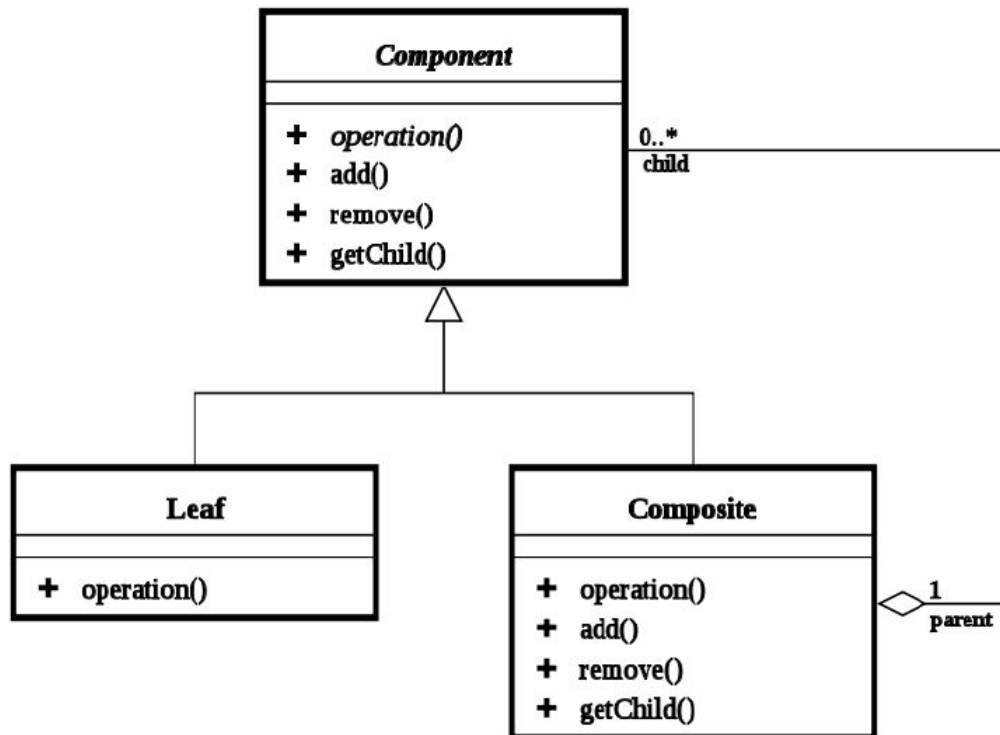 Component
+ operation()
+ add()
+ remove()
+ getChild()
0..*
child
Leaf
+ operation()
Composite
+ operation()
+ add()
+ remove()
+ getChild()
1
parent